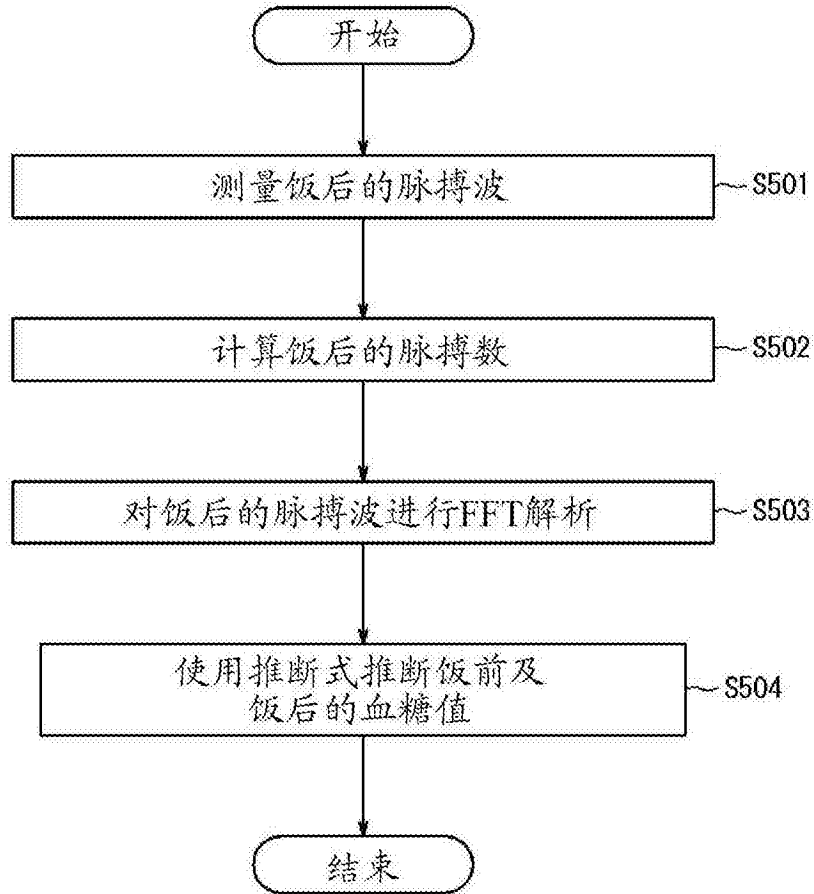 开始
测量饭后的脉搏波
S501
计算饭后的脉搏数
S502
对饭后的脉搏波进行FFT解析
S503
使用推断式推断饭前及
饭后的血糖值
S504
结束